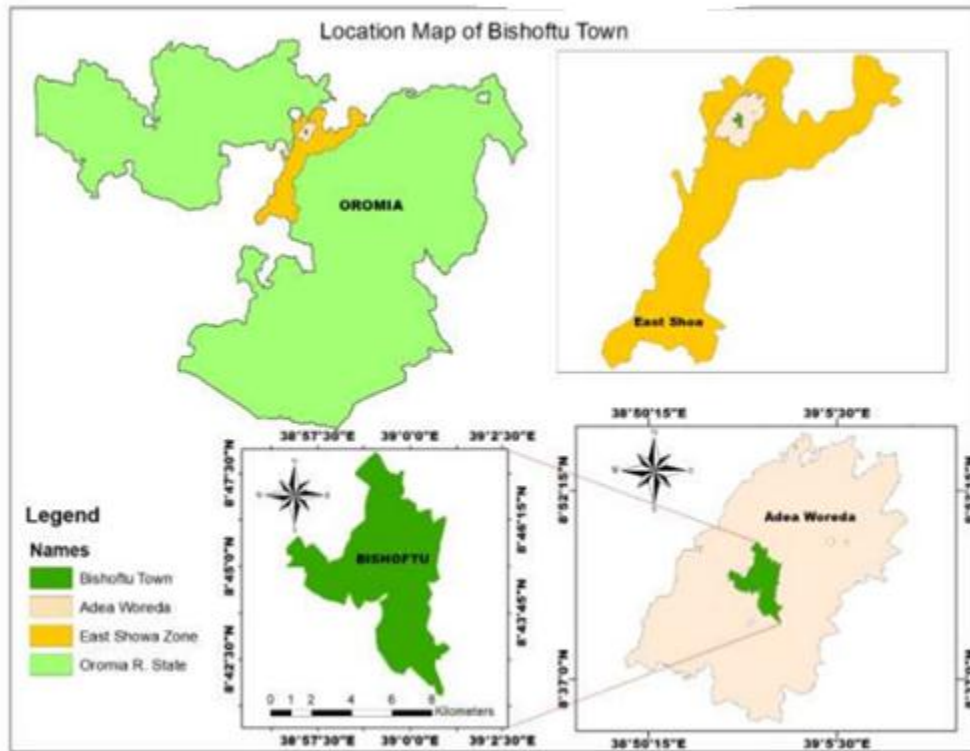 Location Map of Bishoftu Town
OROMIA
East Shoa
38°57'30"E 39°0'0"E 39°2'30"E
38°50'15"E 39°5'30"E
8°47'30"N
8°45'0"N
8°42'30"N
8°46'15"N
8°43'45"N
BISHOFTU
8°52'15"N
8°37'0"N
Adea Woreda
8°37'0"N
Legend
Names
Bishoftu Town
Adea Woreda
East Showa Zone
Oromia R. State
0 1 2 4 6 8
Kilometers
38°57'30"E 39°0'0"E 39°2'30"E
38°50'15"E 39°5'30"E